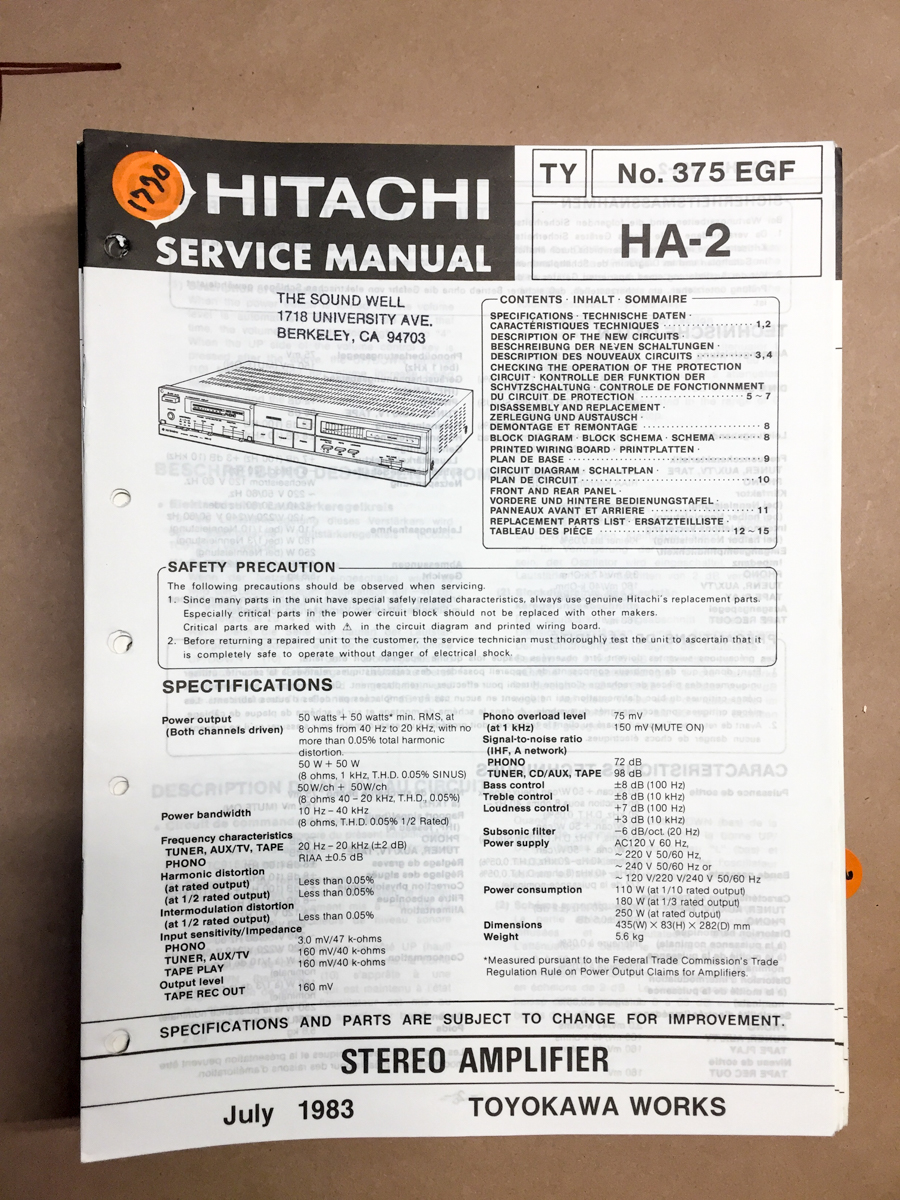 1770
HITACHI
SERVICE MANUAL
TY
No. 375 EGF
HA-2
THE SOUND WELL
1718 UNIVERSITY AVE.
BERKELEY, CA 94703
CONTENTS · INHALT · SOMMAIRE
SPECIFICATIONS · TECHNISCHE DATEN ·
CARACTÉRISTIQUES TECHNIQUES ·············· 1,2
DESCRIPTION OF THE NEW CIRCUITS ·
BESCHREIBUNG DER NEVEN SCHALTUNGEN ·
DESCRIPTION DES NOUVEAUX CIRCUITS ·········· 3,4
CHECKING THE OPERATION OF THE PROTECTION
CIRCUIT · KONTROLLE DER FUNKTION DER
SCHVTZSCHALTUNG · CONTROLE DE FONCTIONNMENT
DU CIRCUIT DE PROTECTION ·················· 5 ~ 7
DISASSEMBLY AND REPLACEMENT ·
ZERLEGUNG UND AUSTAUSCH ·
DEMONTAGE ET REMONTAGE ·················· 8
BLOCK DIAGRAM · BLOCK SCHEMA · SCHEMA ········ 8
PRINTED WIRING BOARD · PRINTPLATTEN ·
PLAN DE BASE ······························ 9
CIRCUIT DIAGRAM · SCHALTPLAN ·
PLAN DE CIRCUIT ···························· 10
FRONT AND REAR PANEL ·
VORDERE UND HINTERE BEDIENUNGSTAFEL ·
PANNEAUX AVANT ET ARRIERE ·················· 11
REPLACEMENT PARTS LIST · ERSATZTEILLISTE ·
TABLEAU DES PIÈCE ························ 12 ~ 15
SAFETY PRECAUTION
The following precautions should be observed when servicing.
1. Since many parts in the unit have special safely related characteristics, always use genuine Hitachi's replacement parts.
Especially critical parts in the power circuit block should not be replaced with other makers.
Critical parts are marked with ⚠ in the circuit diagram and printed wiring board.
2. Before returning a repaired unit to the customer, the service technician must thoroughly test the unit to ascertain that it
is completely safe to operate without danger of electrical shock.
SPECTIFICATIONS
Power output 50 watts + 50 watts* min. RMS, at
(Both channels driven) 8 ohms from 40 Hz to 20 kHz, with no
more than 0.05% total harmonic
distortion.
50 W + 50 W
(8 ohms, 1 kHz, T.H.D. 0.05% SINUS)
50W/ch + 50W/ch
(8 ohms 40 – 20 kHz, T.H.D., 0.05%)
Power bandwidth 10 Hz – 40 kHz
(8 ohms, T.H.D. 0.05% 1/2 Rated)
Frequency characteristics
TUNER, AUX/TV, TAPE 20 Hz – 20 kHz (±2 dB)
PHONO RIAA ±0.5 dB
Harmonic distortion
(at rated output) Less than 0.05%
(at 1/2 rated output) Less than 0.05%
Intermodulation distortion
(at 1/2 rated output) Less than 0.05%
Input sensitivity/Impedance
PHONO 3.0 mV/47 k-ohms
TUNER, AUX/TV 160 mV/40 k-ohms
TAPE PLAY 160 mV/40 k-ohms
Output level
TAPE REC OUT 160 mV
Phono overload level 75 mV
(at 1 kHz) 150 mV (MUTE ON)
Signal-to-noise ratio
(IHF, A network)
PHONO 72 dB
TUNER, CD/AUX, TAPE 98 dB
Bass control ±8 dB (100 Hz)
Treble control ±8 dB (10 kHz)
Loudness control +7 dB (100 Hz)
+3 dB (10 kHz)
Subsonic filter −6 dB/oct. (20 Hz)
Power supply AC120 V 60 Hz,
~ 220 V 50/60 Hz,
~ 240 V 50/60 Hz or
~ 120 V/220 V/240 V 50/60 Hz
Power consumption 110 W (at 1/10 rated output)
180 W (at 1/3 rated output)
250 W (at rated output)
Dimensions 435(W) × 83(H) × 282(D) mm
Weight 5.6 kg
*Measured pursuant to the Federal Trade Commission's Trade
Regulation Rule on Power Output Claims for Amplifiers.
SPECIFICATIONS AND PARTS ARE SUBJECT TO CHANGE FOR IMPROVEMENT.
STEREO AMPLIFIER
July 1983
TOYOKAWA WORKS